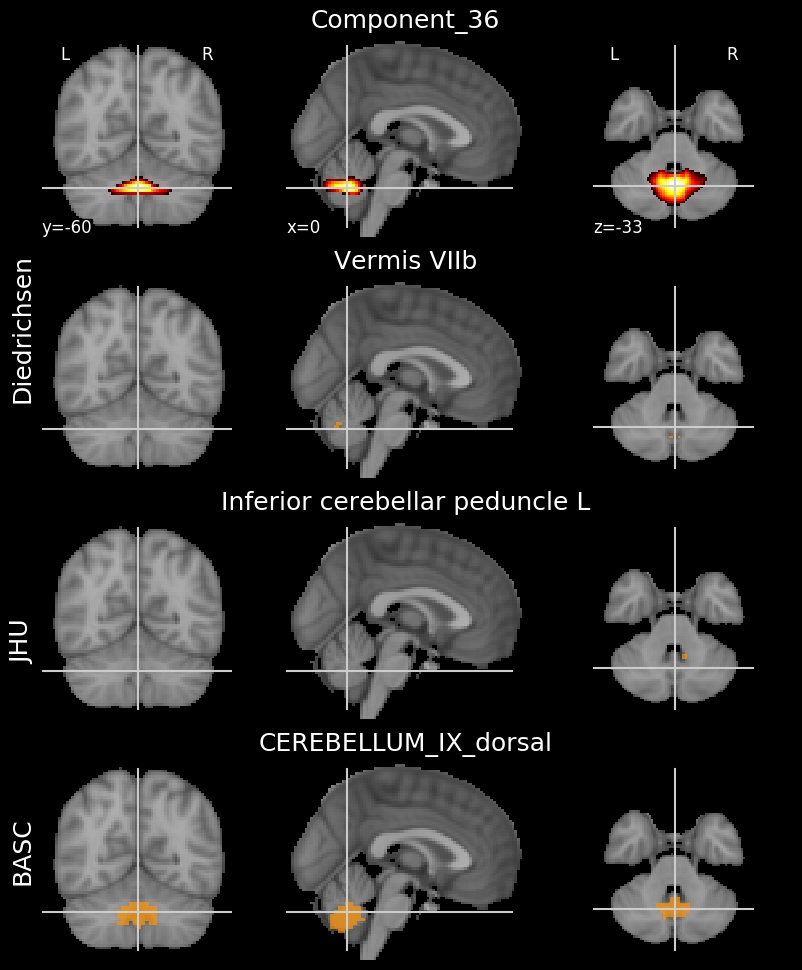 Component_36
L R L R
y=-60 x=0 z=-33
Diedrichsen
Vermis VIIb
JHU
Inferior cerebellar peduncle L
BASC
CEREBELLUM_IX_dorsal